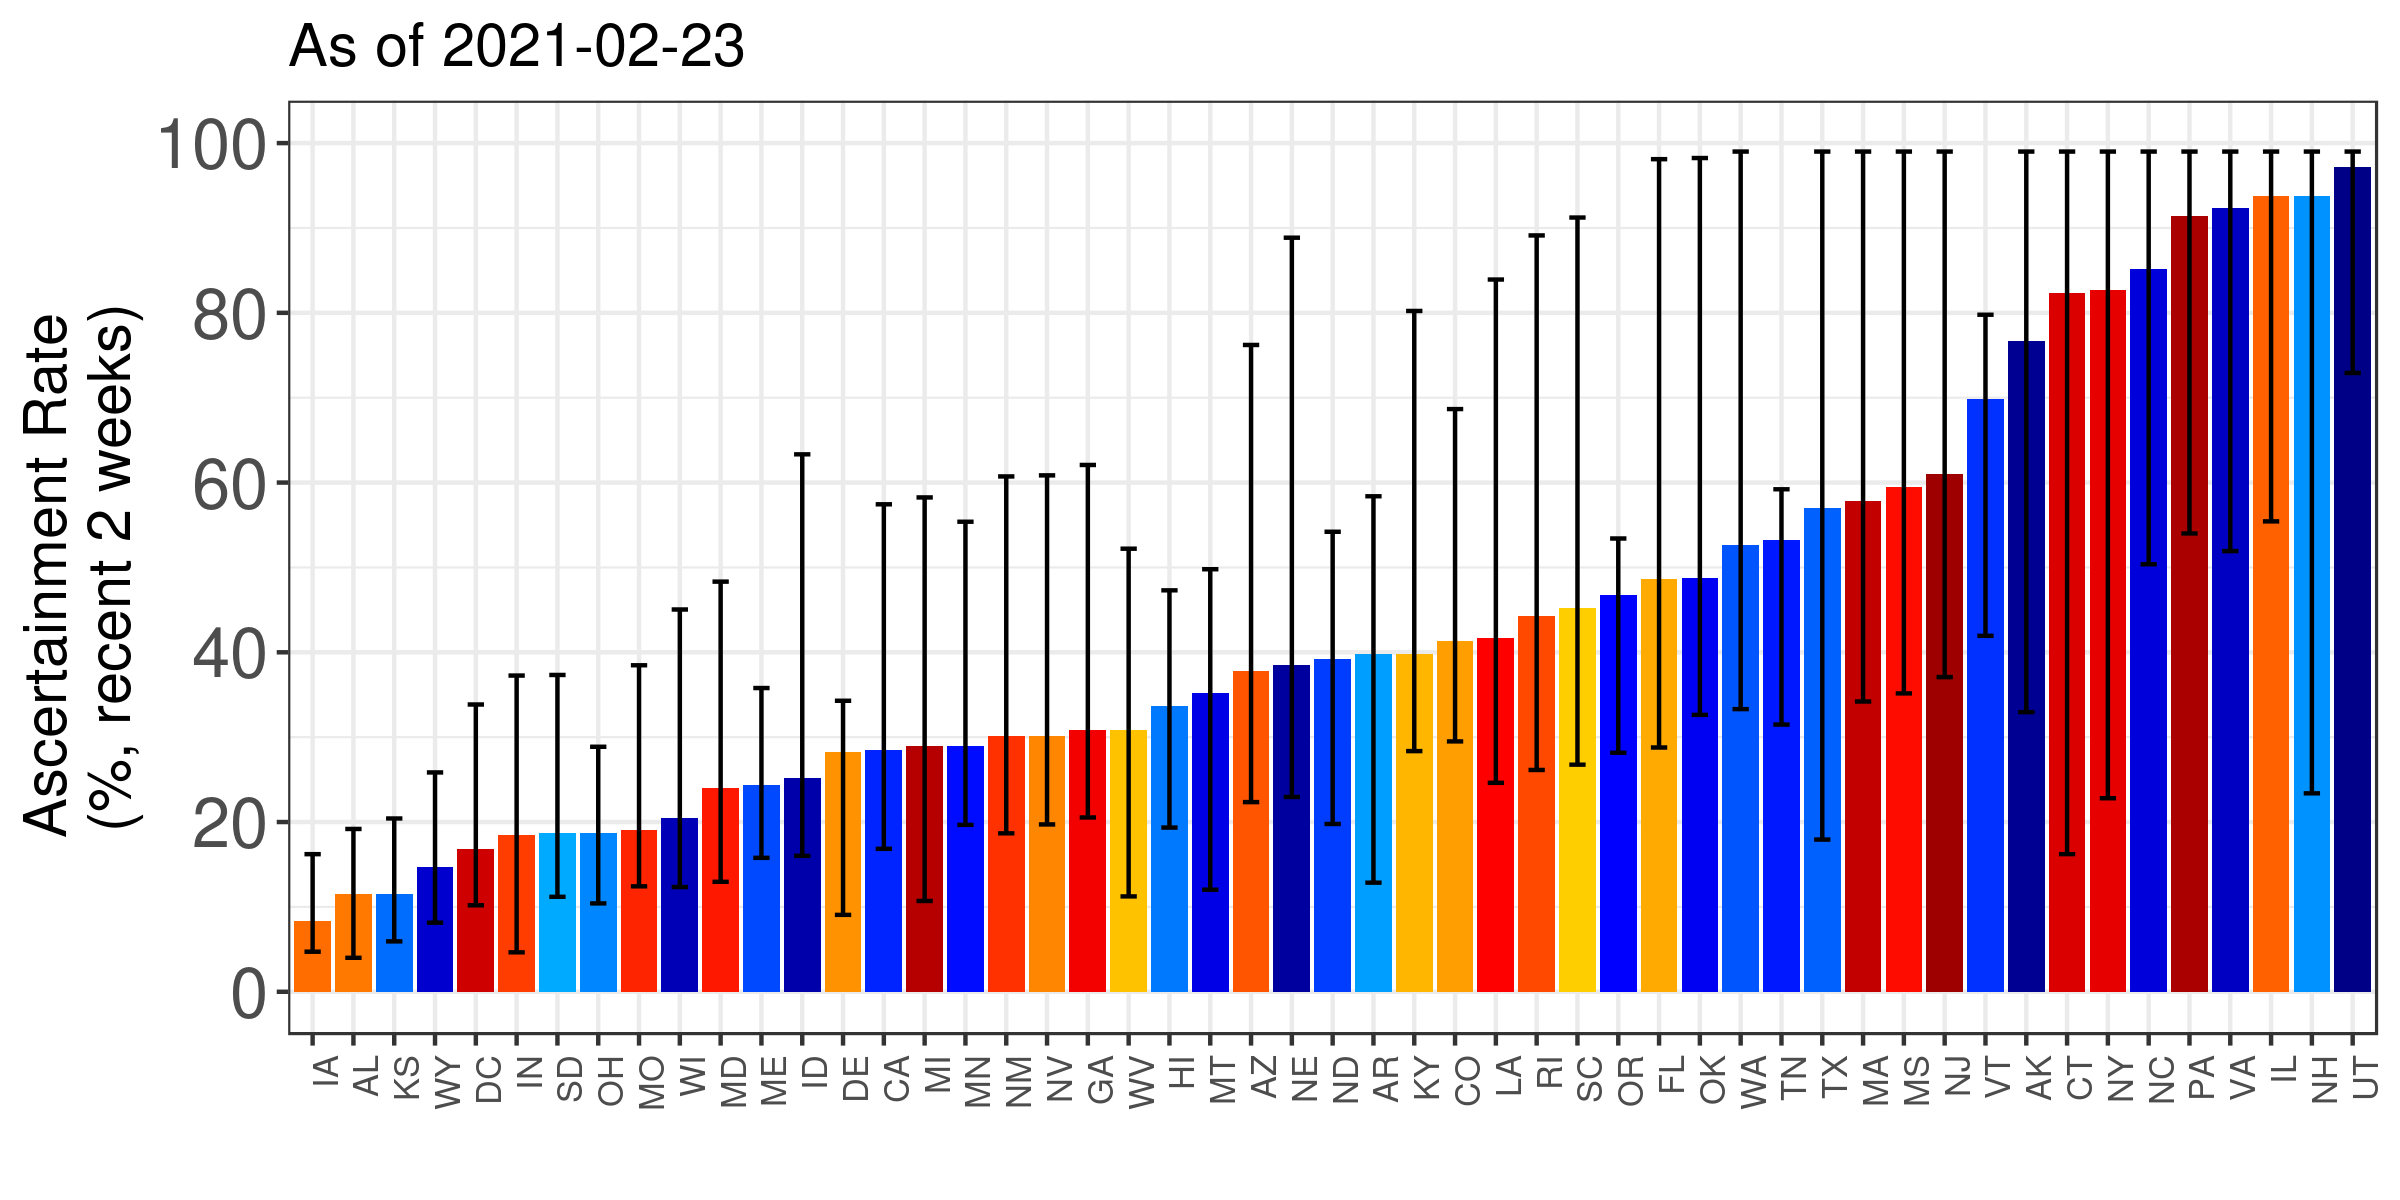 As of 2021-02-23
Ascertainment Rate
(%, recent 2 weeks)
100
80
60
40
20
0
IA AL KS WY DC IN SD OH MO WI MD ME ID DE CA MI MN NM NV GA WV HI MT AZ NE ND AR KY CO LA RI SC OR FL OK WA TN TX MA MS NJ VT AK CT NY NC PA VA IL NH UT